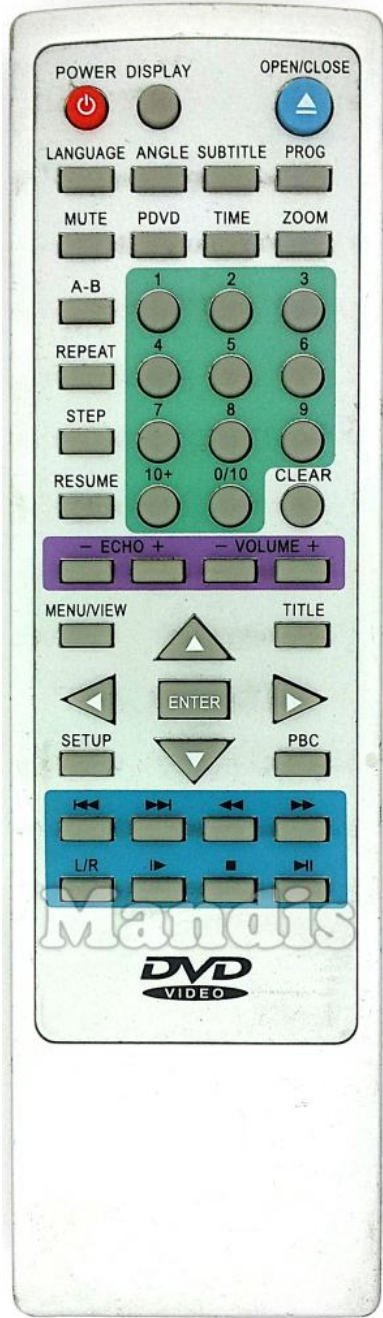 POWER DISPLAY OPEN/CLOSE
LANGUAGE ANGLE SUBTITLE PROG
MUTE PDVD TIME ZOOM
A-B 1 2 3
REPEAT 4 5 6
STEP 7 8 9
RESUME 10+ 0/10 CLEAR
- ECHO + - VOLUME +
MENU/VIEW TITLE
ENTER
SETUP PBC
L/R
Mandis
DVD
VIDEO